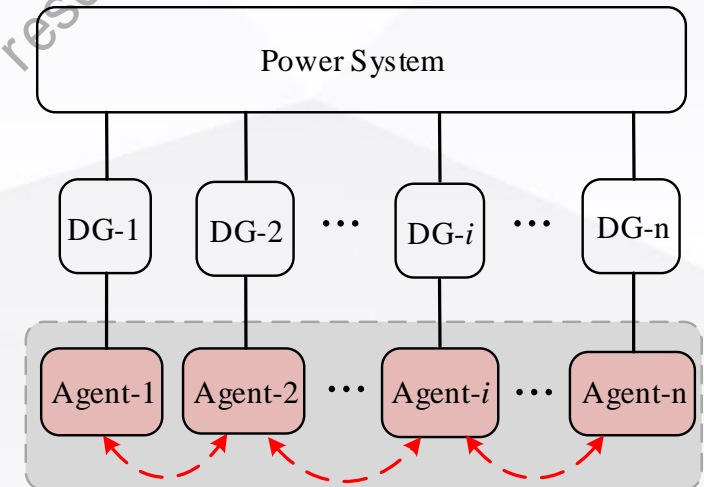 Power System
DG-1 DG-2 ... DG-i ... DG-n
Agent-1 Agent-2 ... Agent-i ... Agent-n